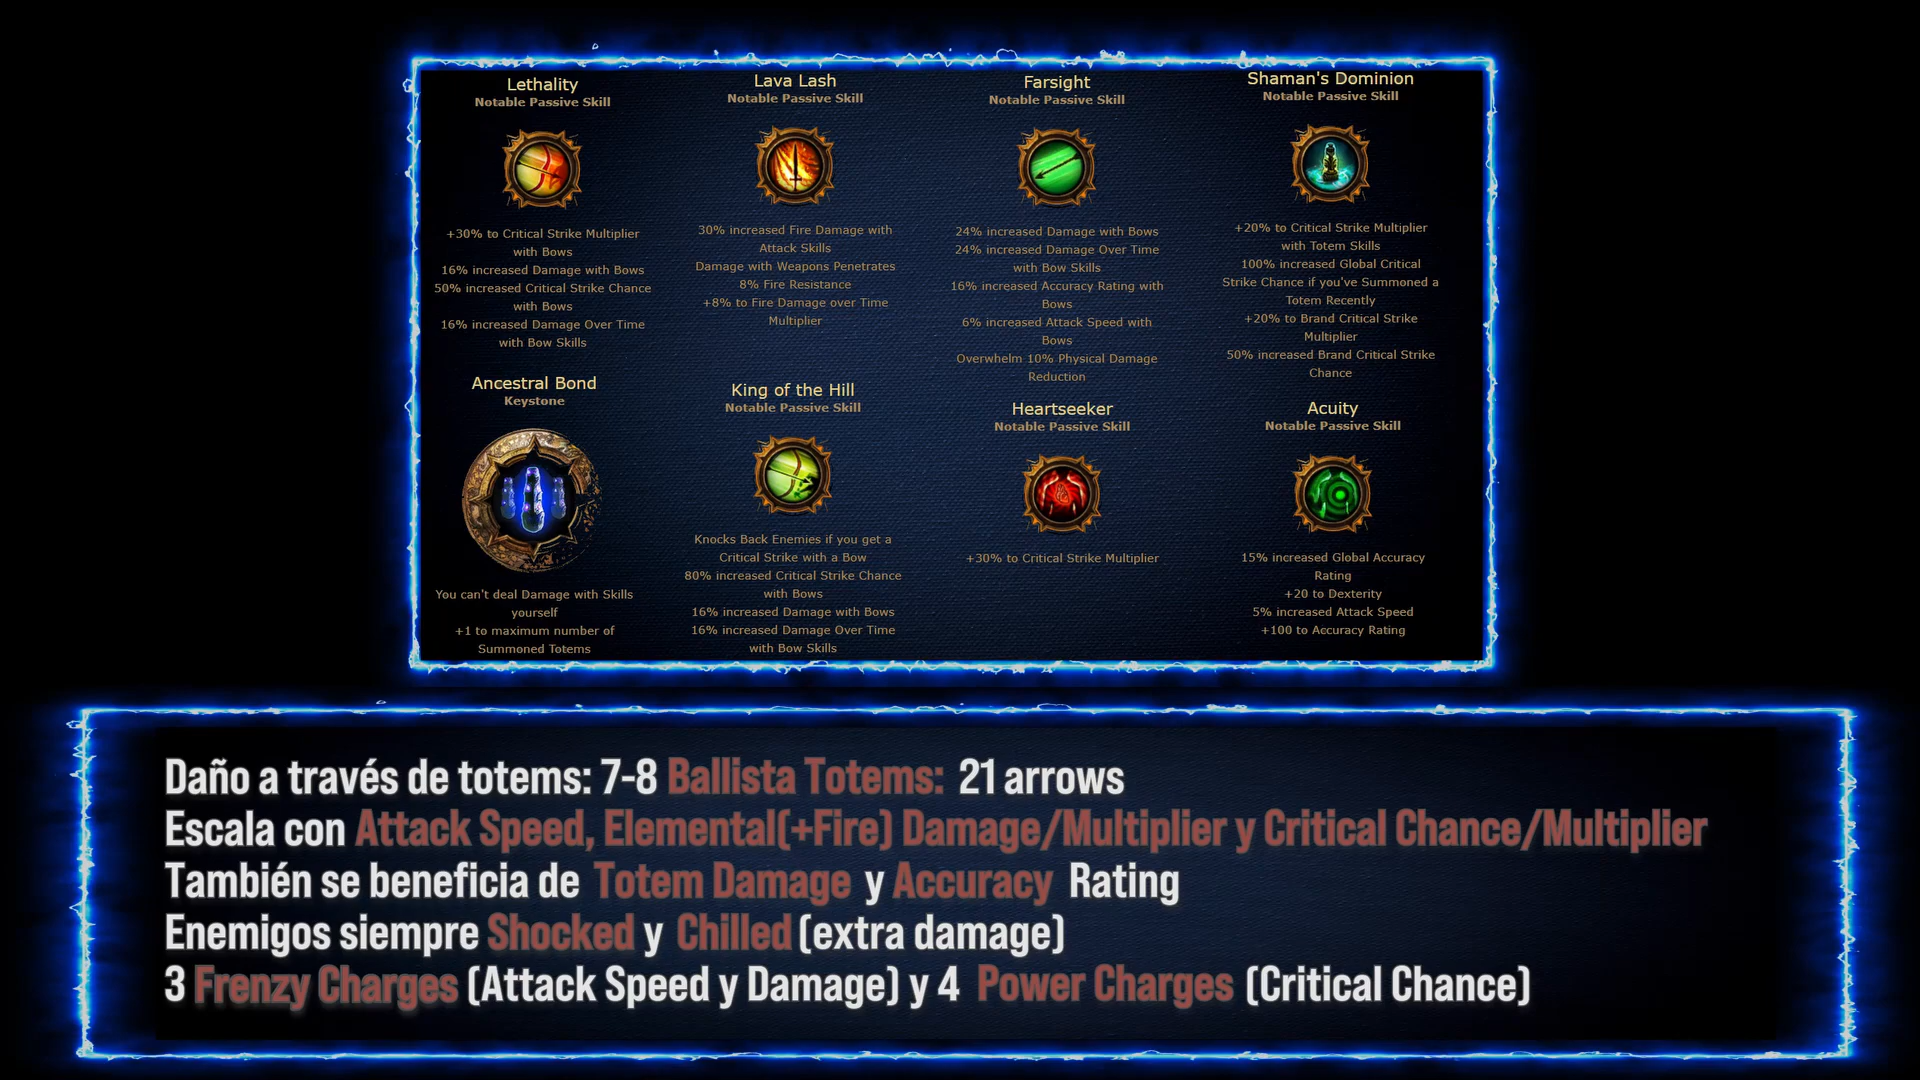 Lethality
Notable Passive Skill
+30% to Critical Strike Multiplier
with Bows
16% increased Damage with Bows
50% increased Critical Strike Chance
with Bows
16% increased Damage Over Time
with Bow Skills
Lava Lash
Notable Passive Skill
30% increased Fire Damage with
Attack Skills
Damage with Weapons Penetrates
8% Fire Resistance
+8% to Fire Damage over Time
Multiplier
Farsight
Notable Passive Skill
24% increased Damage with Bows
24% increased Damage Over Time
with Bow Skills
16% increased Accuracy Rating with
Bows
6% increased Attack Speed with
Bows
Overwhelm 10% Physical Damage
Reduction
Shaman's Dominion
Notable Passive Skill
+20% to Critical Strike Multiplier
with Totem Skills
100% increased Global Critical
Strike Chance if you've Summoned a
Totem Recently
+20% to Brand Critical Strike
Multiplier
50% increased Brand Critical Strike
Chance
Ancestral Bond
Keystone
You can't deal Damage with Skills
yourself
+1 to maximum number of
Summoned Totems
King of the Hill
Notable Passive Skill
Knocks Back Enemies if you get a
Critical Strike with a Bow
80% increased Critical Strike Chance
with Bows
16% increased Damage with Bows
16% increased Damage Over Time
with Bow Skills
Heartseeker
Notable Passive Skill
+30% to Critical Strike Multiplier
Acuity
Notable Passive Skill
15% increased Global Accuracy
Rating
+20 to Dexterity
5% increased Attack Speed
+100 to Accuracy Rating
Daño a través de totems: 7-8 Ballista Totems: 21 arrows
Escala con Attack Speed, Elemental(+Fire) Damage/Multiplier y Critical Chance/Multiplier
También se beneficia de Totem Damage y Accuracy Rating
Enemigos siempre Shocked y Chilled (extra damage)
3 Frenzy Charges (Attack Speed y Damage) y 4 Power Charges (Critical Chance)